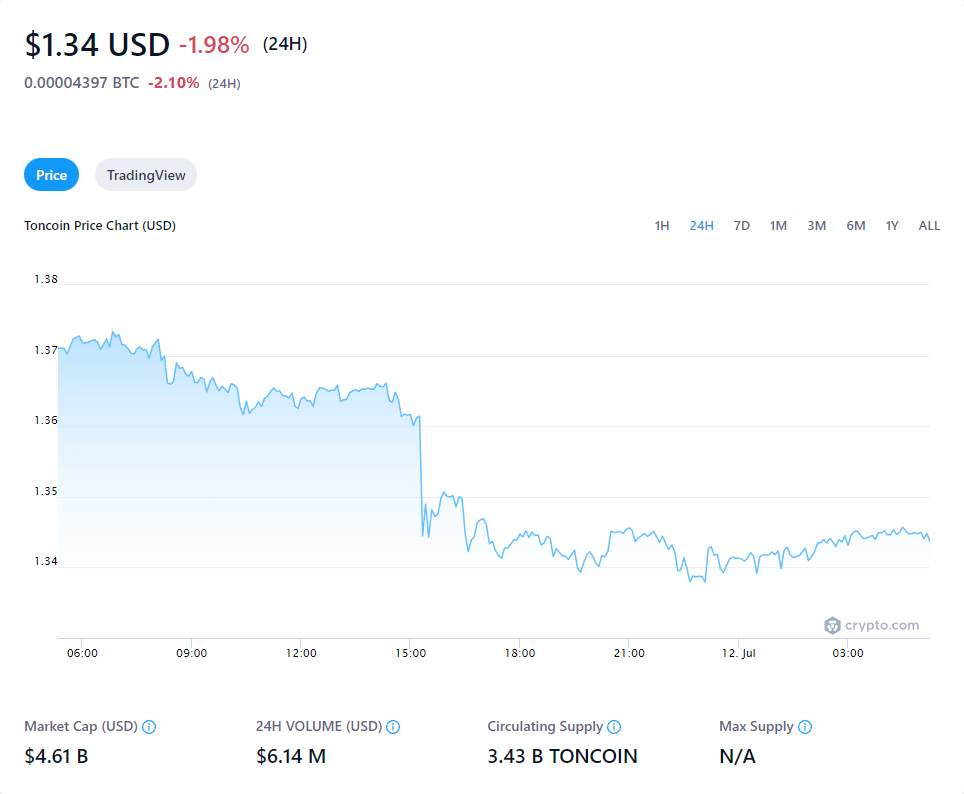 $1.34 USD -1.98% (24H)
0.00004397 BTC -2.10% (24H)
Price TradingView
Toncoin Price Chart (USD) 1H 24H 7D 1M 3M 6M 1Y ALL
1.38
1.37
1.36
1.35
1.34
crypto.com
06:00 09:00 12:00 15:00 18:00 21:00 12. Jul 03:00
Market Cap (USD) 24H VOLUME (USD) Circulating Supply Max Supply
$4.61 B $6.14 M 3.43 B TONCOIN N/A